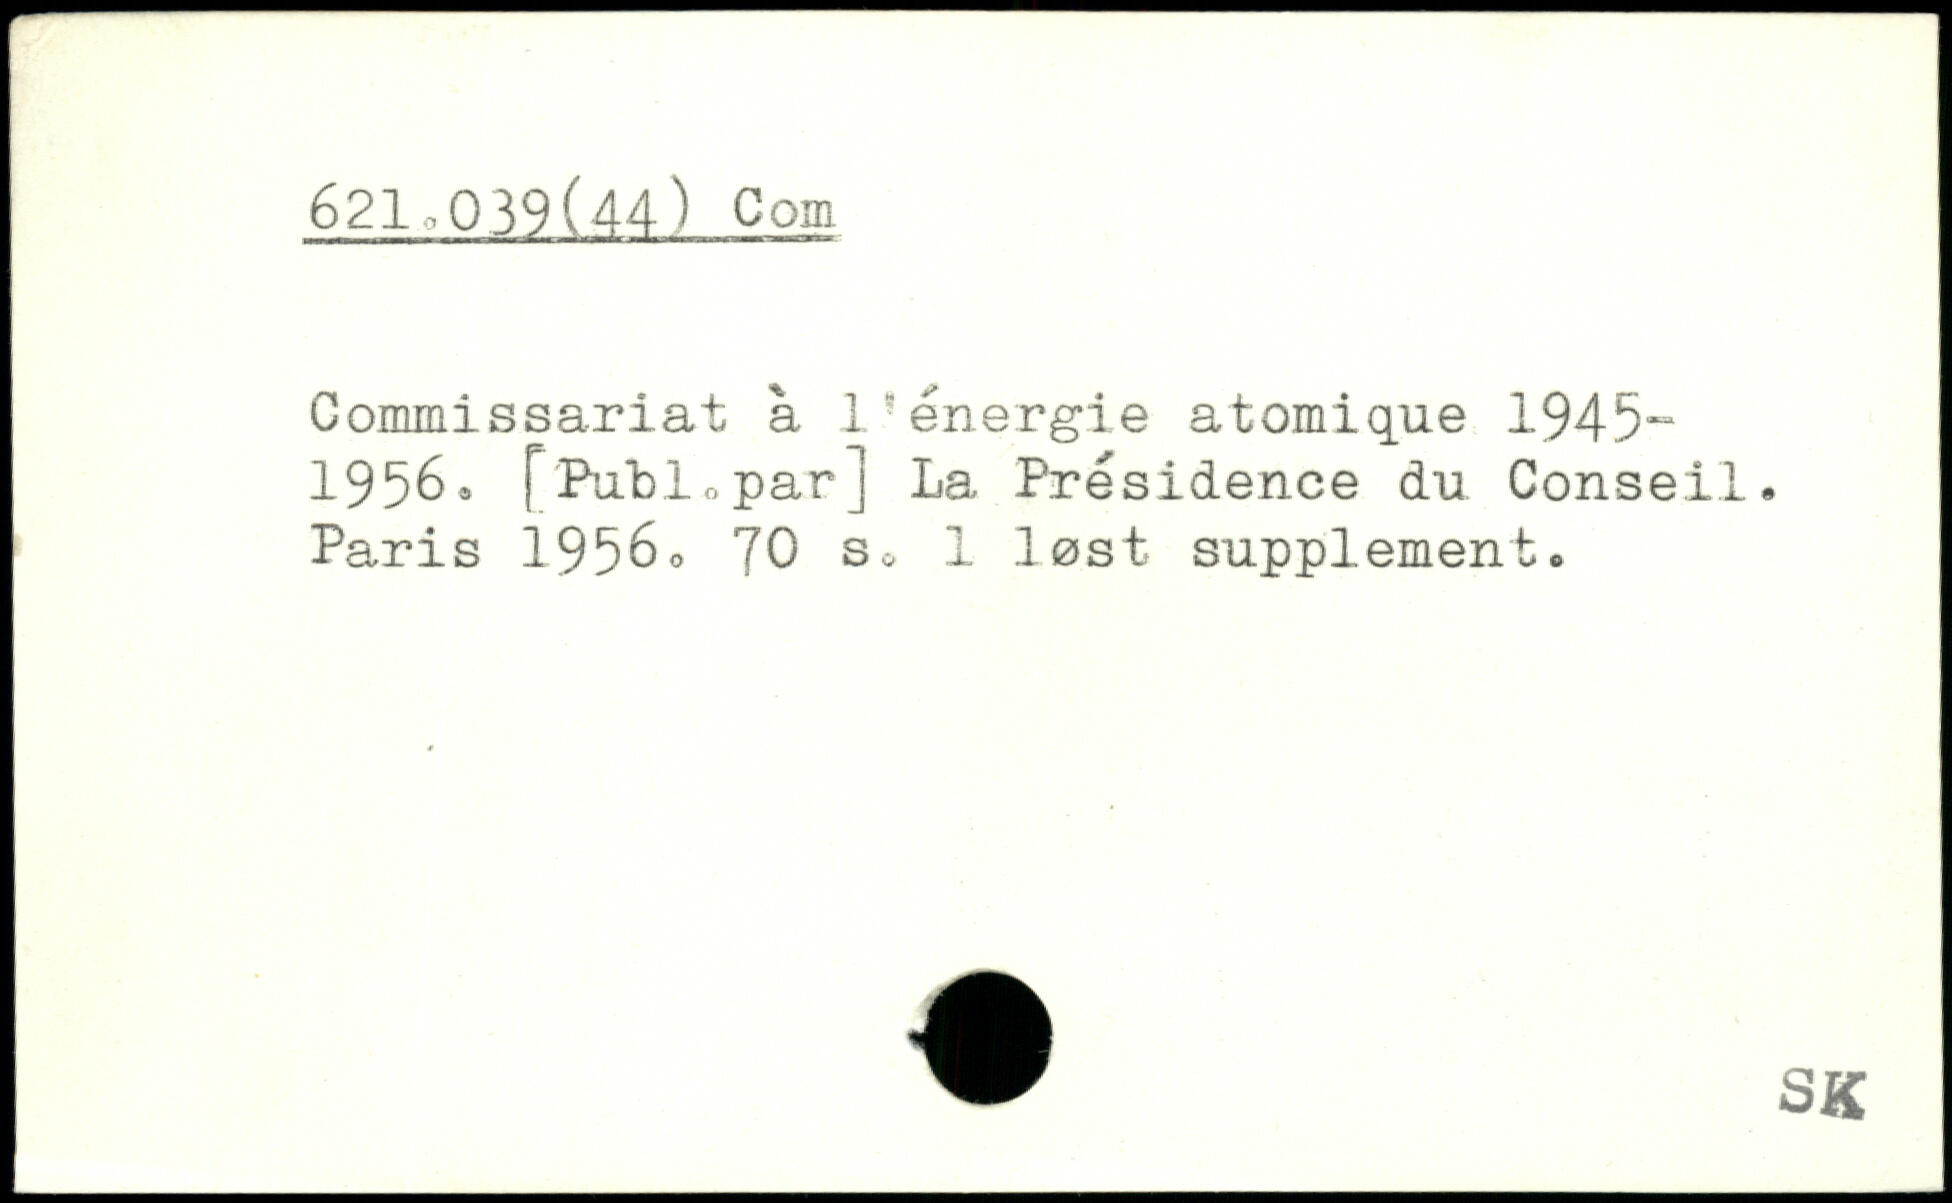 621.039(44) Com
Commissariat à l'énergie atomique 1945-
1956. [Publ.par] La Présidence du Conseil.
Paris 1956. 70 s. 1 løst supplement.
SK